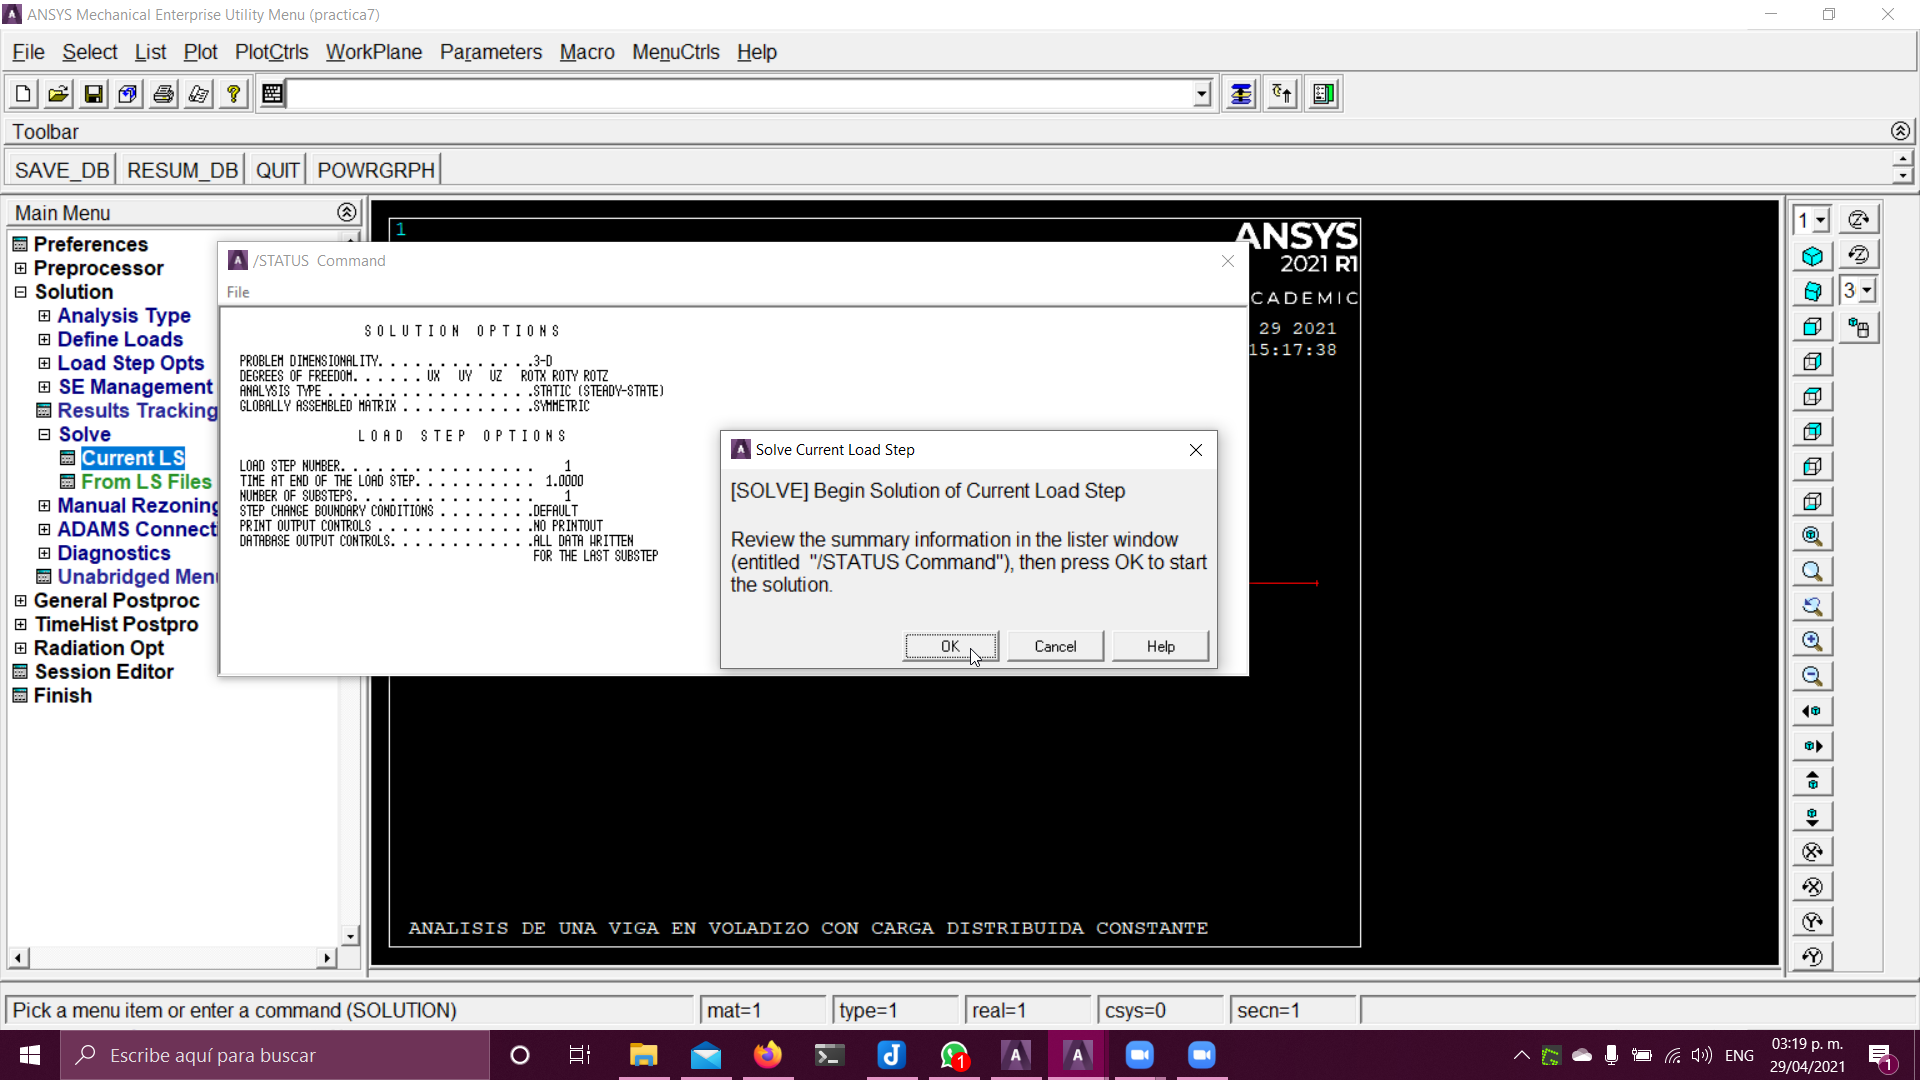 ANSYS Mechanical Enterprise Utility Menu (practica7)
File Select List Plot PlotCtrls WorkPlane Parameters Macro MenuCtrls Help
Toolbar
SAVE_DB RESUM_DB QUIT POWRGRPH
Main Menu
Preferences
Preprocessor
Solution
Analysis Type
Define Loads
Load Step Opts
SE Management
Results Tracking
Solve
Current LS
From LS Files
Manual Rezoning
ADAMS Connect
Diagnostics
Unabridged Menu
General Postproc
TimeHist Postpro
Radiation Opt
Session Editor
Finish
1
ANSYS
2021 R1
CADEMIC
29 2021
15:17:38
/STATUS Command
File
SOLUTION OPTIONS
PROBLEM DIMENSIONALITY. . . . . . . . . . . . .3-D
DEGREES OF FREEDOM. . . . . . UX UY UZ ROTX ROTY ROTZ
ANALYSIS TYPE . . . . . . . . . . . . . . . . .STATIC (STEADY-STATE)
GLOBALLY ASSEMBLED MATRIX . . . . . . . . . . .SYMMETRIC
LOAD STEP OPTIONS
LOAD STEP NUMBER. . . . . . . . . . . . . . . . 1
TIME AT END OF THE LOAD STEP. . . . . . . . . . 1.0000
NUMBER OF SUBSTEPS. . . . . . . . . . . . . . . 1
STEP CHANGE BOUNDARY CONDITIONS . . . . . . . .DEFAULT
PRINT OUTPUT CONTROLS . . . . . . . . . . . . .NO PRINTOUT
DATABASE OUTPUT CONTROLS. . . . . . . . . . . .ALL DATA WRITTEN
FOR THE LAST SUBSTEP
Solve Current Load Step
[SOLVE] Begin Solution of Current Load Step
Review the summary information in the lister window
(entitled "/STATUS Command"), then press OK to start
the solution.
OK Cancel Help
ANALISIS DE UNA VIGA EN VOLADIZO CON CARGA DISTRIBUIDA CONSTANTE
1
3
Pick a menu item or enter a command (SOLUTION) mat=1 type=1 real=1 csys=0 secn=1
Escribe aquí para buscar
1
ENG
03:19 p. m.
29/04/2021
1